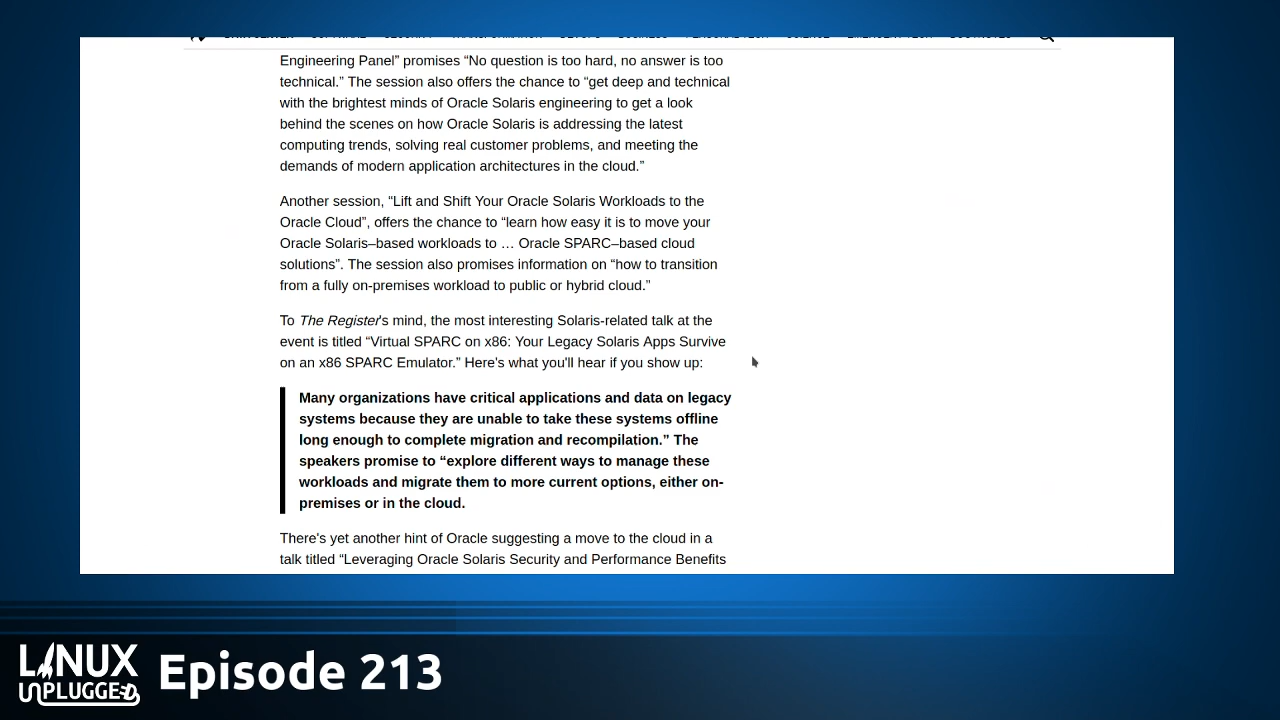 Engineering Panel” promises “No question is too hard, no answer is too
technical.” The session also offers the chance to “get deep and technical
with the brightest minds of Oracle Solaris engineering to get a look
behind the scenes on how Oracle Solaris is addressing the latest
computing trends, solving real customer problems, and meeting the
demands of modern application architectures in the cloud.”
Another session, “Lift and Shift Your Oracle Solaris Workloads to the
Oracle Cloud”, offers the chance to “learn how easy it is to move your
Oracle Solaris–based workloads to … Oracle SPARC–based cloud
solutions”. The session also promises information on “how to transition
from a fully on-premises workload to public or hybrid cloud.”
To The Register's mind, the most interesting Solaris-related talk at the
event is titled “Virtual SPARC on x86: Your Legacy Solaris Apps Survive
on an x86 SPARC Emulator.” Here's what you'll hear if you show up:
Many organizations have critical applications and data on legacy
systems because they are unable to take these systems offline
long enough to complete migration and recompilation.” The
speakers promise to “explore different ways to manage these
workloads and migrate them to more current options, either on-
premises or in the cloud.
There's yet another hint of Oracle suggesting a move to the cloud in a
talk titled “Leveraging Oracle Solaris Security and Performance Benefits
LINUX
UNPLUGGED
Episode 213